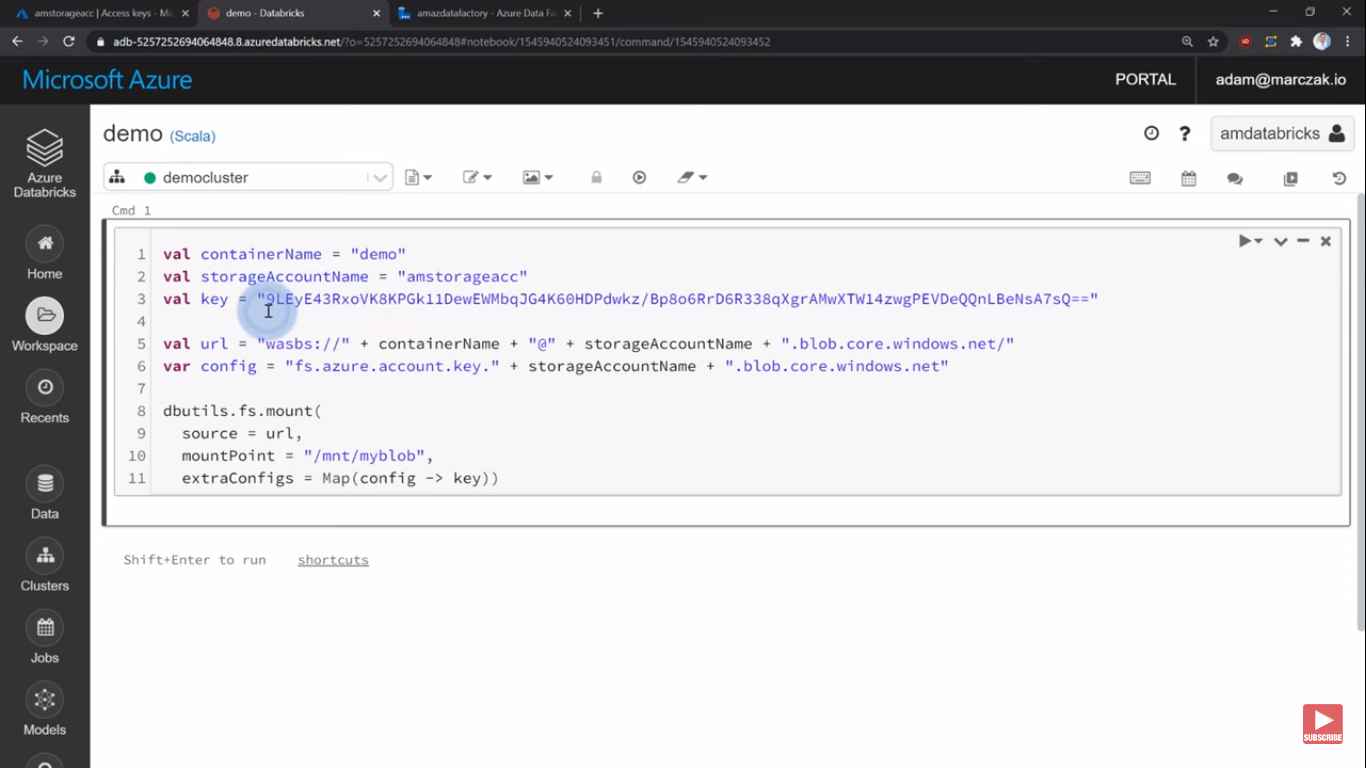 amstorageacc | Access keys - Mi
demo - Databricks
amazdatafactory - Azure Data Fa
adb-5257252694064848.8.azuredatabricks.net/?o=5257252694064848#notebook/1545940524093451/command/1545940524093452
Microsoft Azure
PORTAL
adam@marczak.io
Azure
Databricks
Home
Workspace
Recents
Data
Clusters
Jobs
Models
demo (Scala)
? amdatabricks
democluster
Cmd 1
1 val containerName = "demo"
2 val storageAccountName = "amstorageacc"
3 val key = "9LEyE43RxoVK8KPGk11DewEWMbqJG4K60HDPdwkz/Bp8o6RrD6R338qXgrAMwXTW14zwgPEVDeQQnLBeNsA7sQ=="
4
5 val url = "wasbs://" + containerName + "@" + storageAccountName + ".blob.core.windows.net/"
6 var config = "fs.azure.account.key." + storageAccountName + ".blob.core.windows.net"
7
8 dbutils.fs.mount(
9 source = url,
10 mountPoint = "/mnt/myblob",
11 extraConfigs = Map(config -> key))
Shift+Enter to run shortcuts
SUBSCRIBE